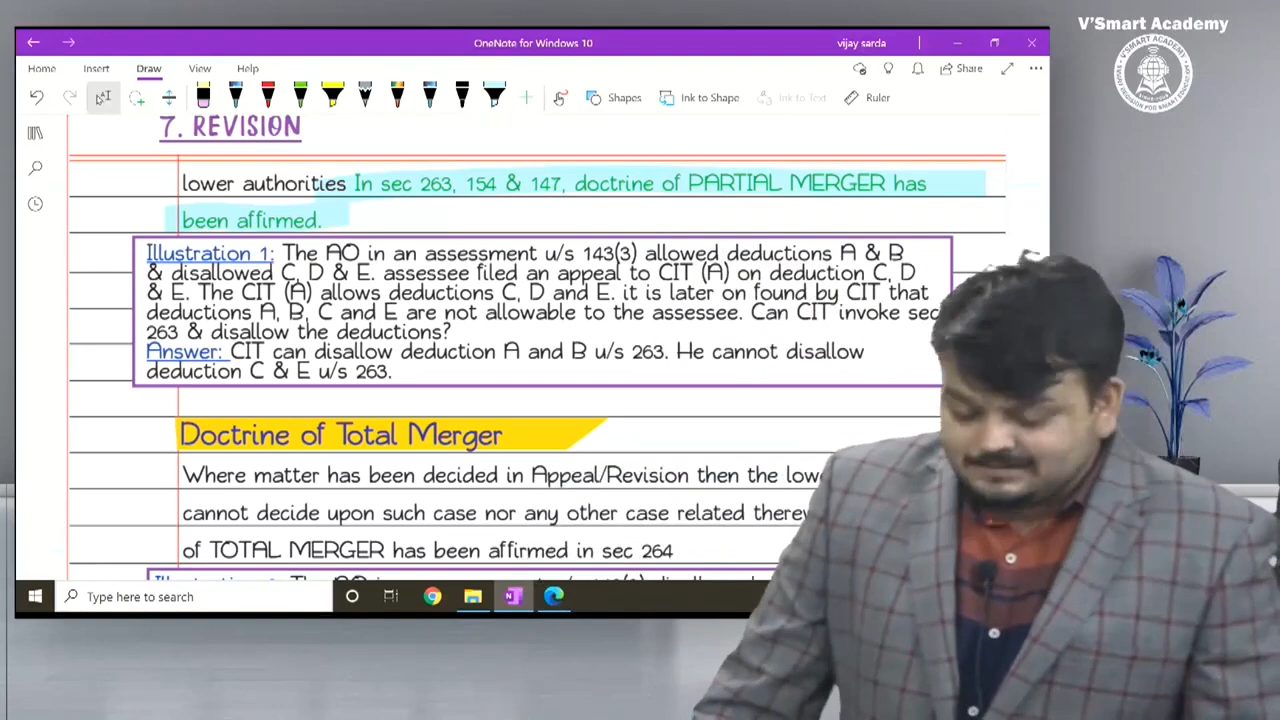 V'Smart Academy
OneNote for Windows 10
vijay sarda
Home Insert Draw View Help
Share
Shapes Ink to Shape Ink to Text Ruler
7. REVISION
lower authorities In sec 263, 154 & 147, doctrine of PARTIAL MERGER has
been affirmed.
Illustration 1: The AO in an assessment u/s 143(3) allowed deductions A & B
& disallowed C, D & E. assessee filed an appeal to CIT (A) on deduction C, D
& E. The CIT (A) allows deductions C, D and E. it is later on found by CIT that
deductions A, B, C and E are not allowable to the assessee. Can CIT invoke sec
263 & disallow the deductions?
Answer: CIT can disallow deduction A and B u/s 263. He cannot disallow
deduction C & E u/s 263.
Doctrine of Total Merger
Where matter has been decided in Appeal/Revision then the
cannot decide upon such case nor any other case related
of TOTAL MERGER has been affirmed in sec 264
Type here to search